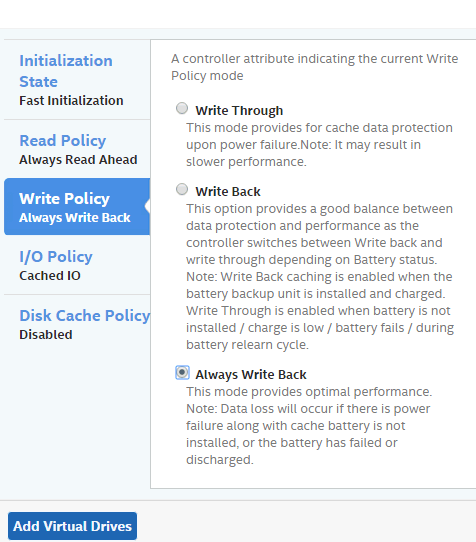 Initialization
State
Fast Initialization
Read Policy
Always Read Ahead
Write Policy
Always Write Back
I/O Policy
Cached IO
Disk Cache Policy
Disabled
A controller attribute indicating the current Write
Policy mode
Write Through
This mode provides for cache data protection
upon power failure.Note: It may result in
slower performance.
Write Back
This option provides a good balance between
data protection and performance as the
controller switches between Write back and
write through depending on Battery status.
Note: Write Back caching is enabled when the
battery backup unit is installed and charged.
Write Through is enabled when battery is not
installed / charge is low / battery fails / during
battery relearn cycle.
Always Write Back
This mode provides optimal performance.
Note: Data loss will occur if there is power
failure along with cache battery is not
installed, or the battery has failed or
discharged.
Add Virtual Drives